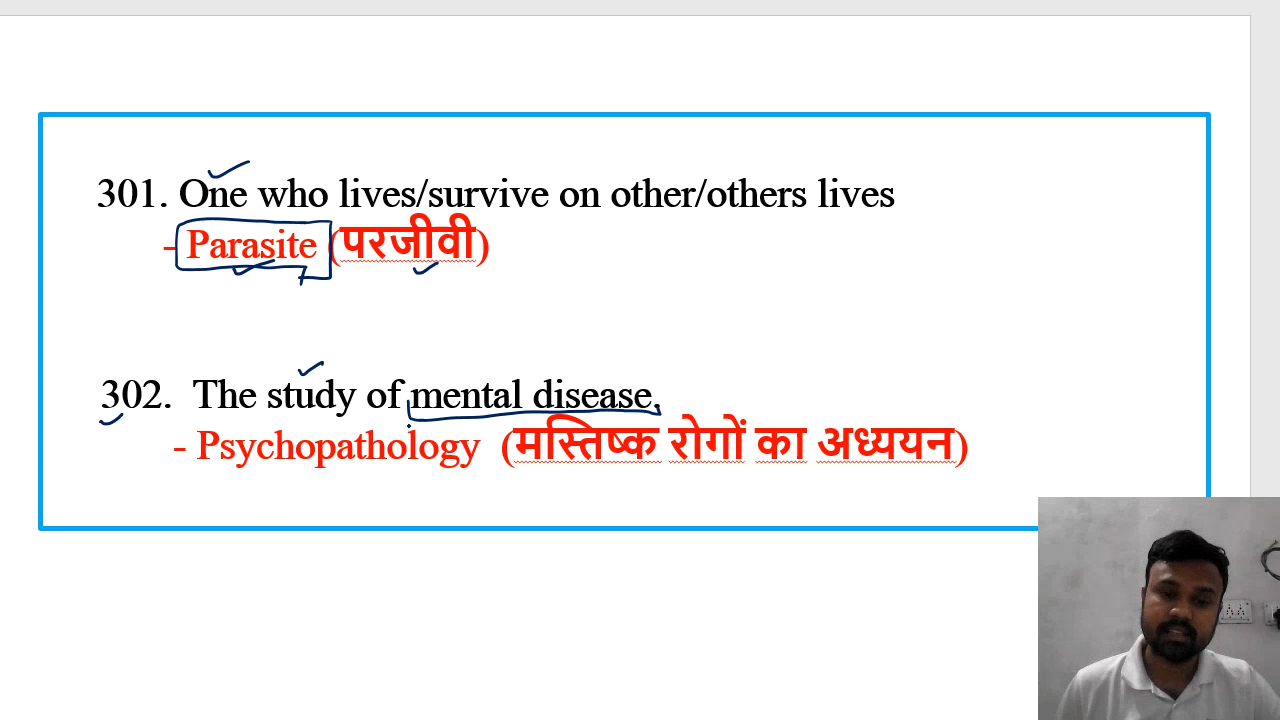 301. One who lives/survive on other/others lives
- Parasite (परजीवी)
302. The study of mental disease.
- Psychopathology (मस्तिष्क रोगों का अध्ययन)